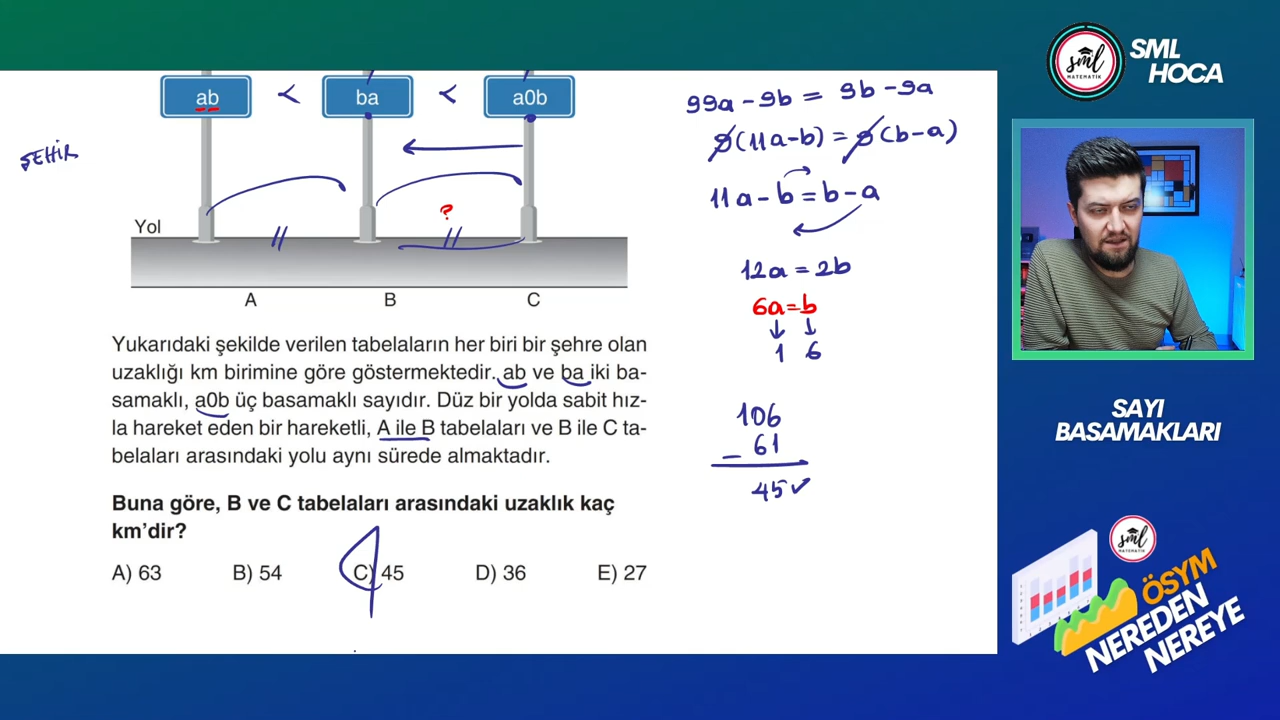 sml
MATEMATİK
SML
HOCA
ab < ba < a0b
ŞEHİR
?
Yol
A B C
Yukarıdaki şekilde verilen tabelaların her biri bir şehre olan
uzaklığı km birimine göre göstermektedir. ab ve ba iki ba-
samaklı, a0b üç basamaklı sayıdır. Düz bir yolda sabit hız-
la hareket eden bir hareketli, A ile B tabelaları ve B ile C ta-
belaları arasındaki yolu aynı sürede almaktadır.
Buna göre, B ve C tabelaları arasındaki uzaklık kaç
km'dir?
A) 63 B) 54 C) 45 D) 36 E) 27
99a - 9b = 9b - 9a
9(11a-b) = 9(b-a)
11a - b = b - a
12a = 2b
6a=b
1 6
106
- 61
45
SAYI
BASAMAKLARI
sml
MATEMATİK
ÖSYM
NEREDEN
NEREYE